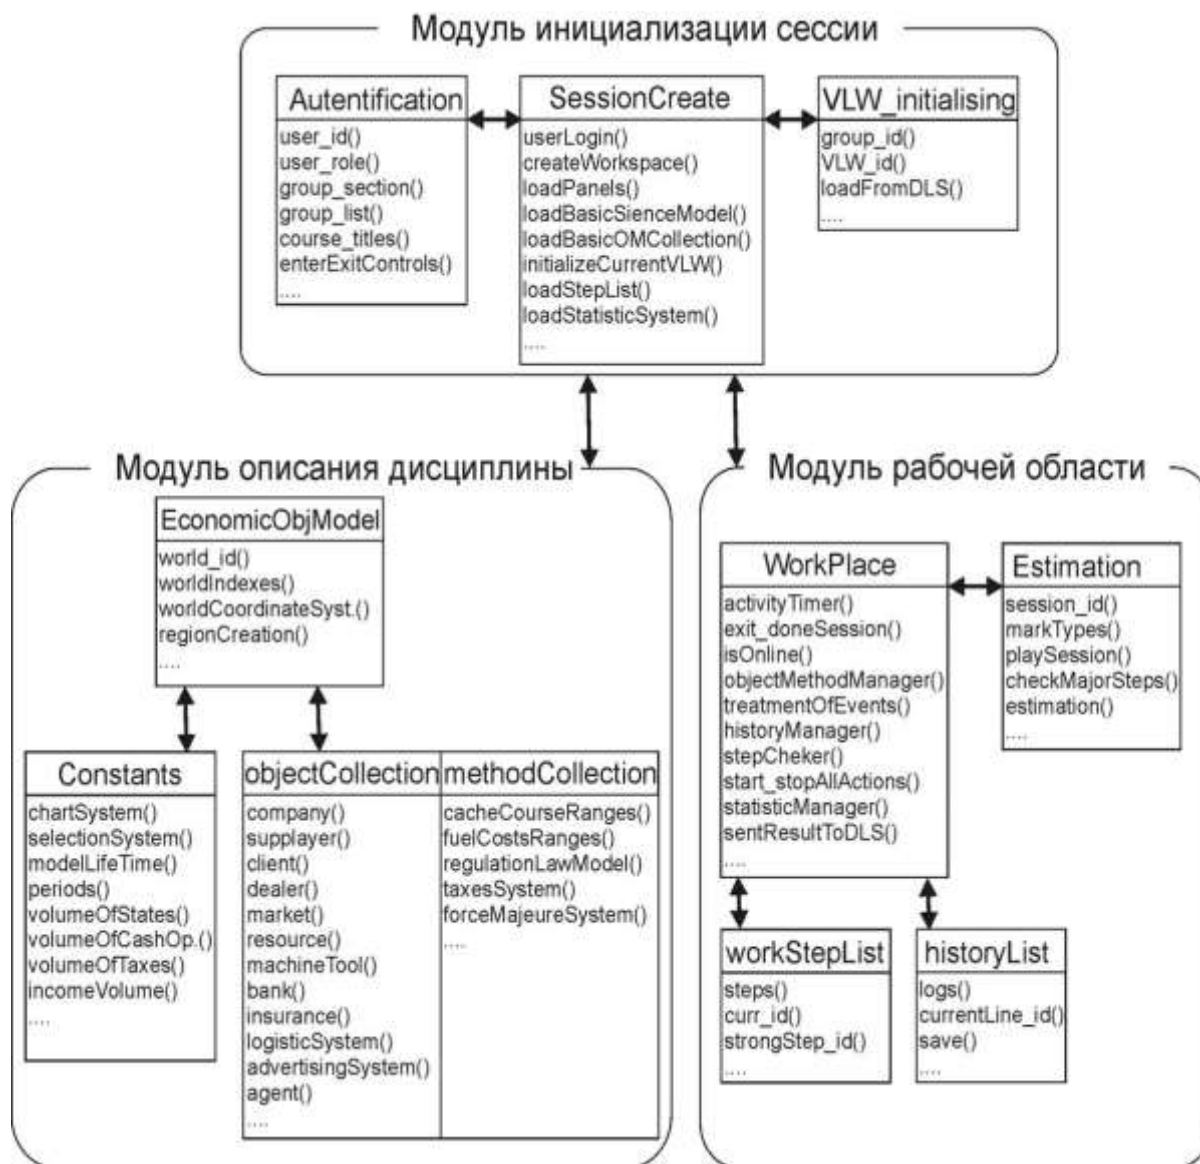 Модуль инициализации сессии
Autentification
user_id()
user_role()
group_section()
group_list()
course_titles()
enterExitControls()
....
SessionCreate
userLogin()
createWorkspace()
loadPanels()
loadBasicSienceModel()
loadBasicOMCollection()
initializeCurrentVLW()
loadStepList()
loadStatisticSystem()
....
VLW_initialising
group_id()
VLW_id()
loadFromDLS()
....
Модуль описания дисциплины
EconomicObjModel
world_id()
worldIndexes()
worldCoordinateSyst.()
regionCreation()
....
Constants
chartSystem()
selectionSystem()
modelLifeTime()
periods()
volumeOfStates()
volumeOfCashOp.()
volumeOfTaxes()
incomeVolume()
....
objectCollection
company()
supplayer()
client()
dealer()
market()
resource()
machineTool()
bank()
insurance()
logisticSystem()
advertisingSystem()
agent()
....
methodCollection
cacheCourseRanges()
fuelCostsRanges()
regulationLawModel()
taxesSystem()
forceMajeureSystem()
....
Модуль рабочей области
WorkPlace
activityTimer()
exit_doneSession()
isOnline()
objectMethodManager()
treatmentOfEvents()
historyManager()
stepCheker()
start_stopAllActions()
statisticManager()
sentResultToDLS()
....
Estimation
session_id()
markTypes()
playSession()
checkMajorSteps()
estimation()
....
workStepList
steps()
curr_id()
strongStep_id()
....
historyList
logs()
currentLine_id()
save()
....